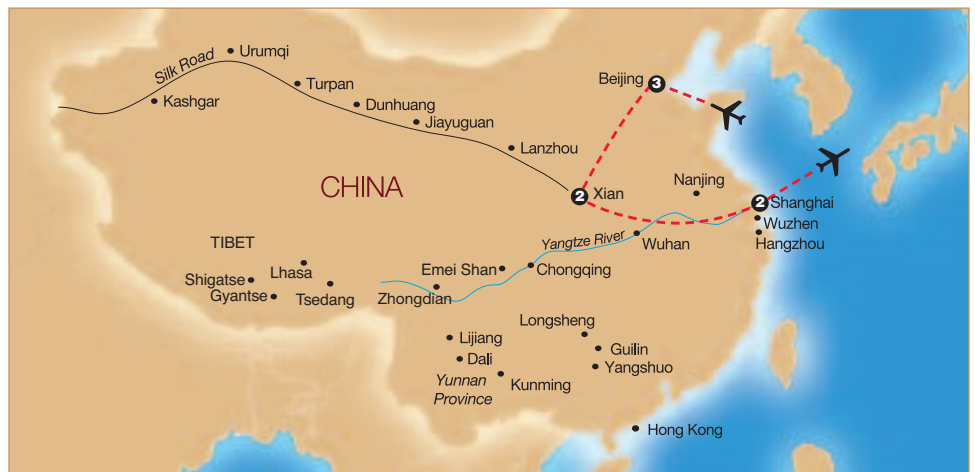 Urumqi
Silk Road
Turpan
Kashgar
Dunhuang
Jiayuguan
Lanzhou
Beijing
3
CHINA
2
Xian
Nanjing
2
Shanghai
Wuzhen
Hangzhou
Yangtze River
Wuhan
TIBET
Lhasa
Shigatse
Gyantse
Tsedang
Emei Shan
Chongqing
Zhongdian
Longsheng
Lijiang
Guilin
Dali
Yangshuo
Yunnan
Province
Kunming
Hong Kong